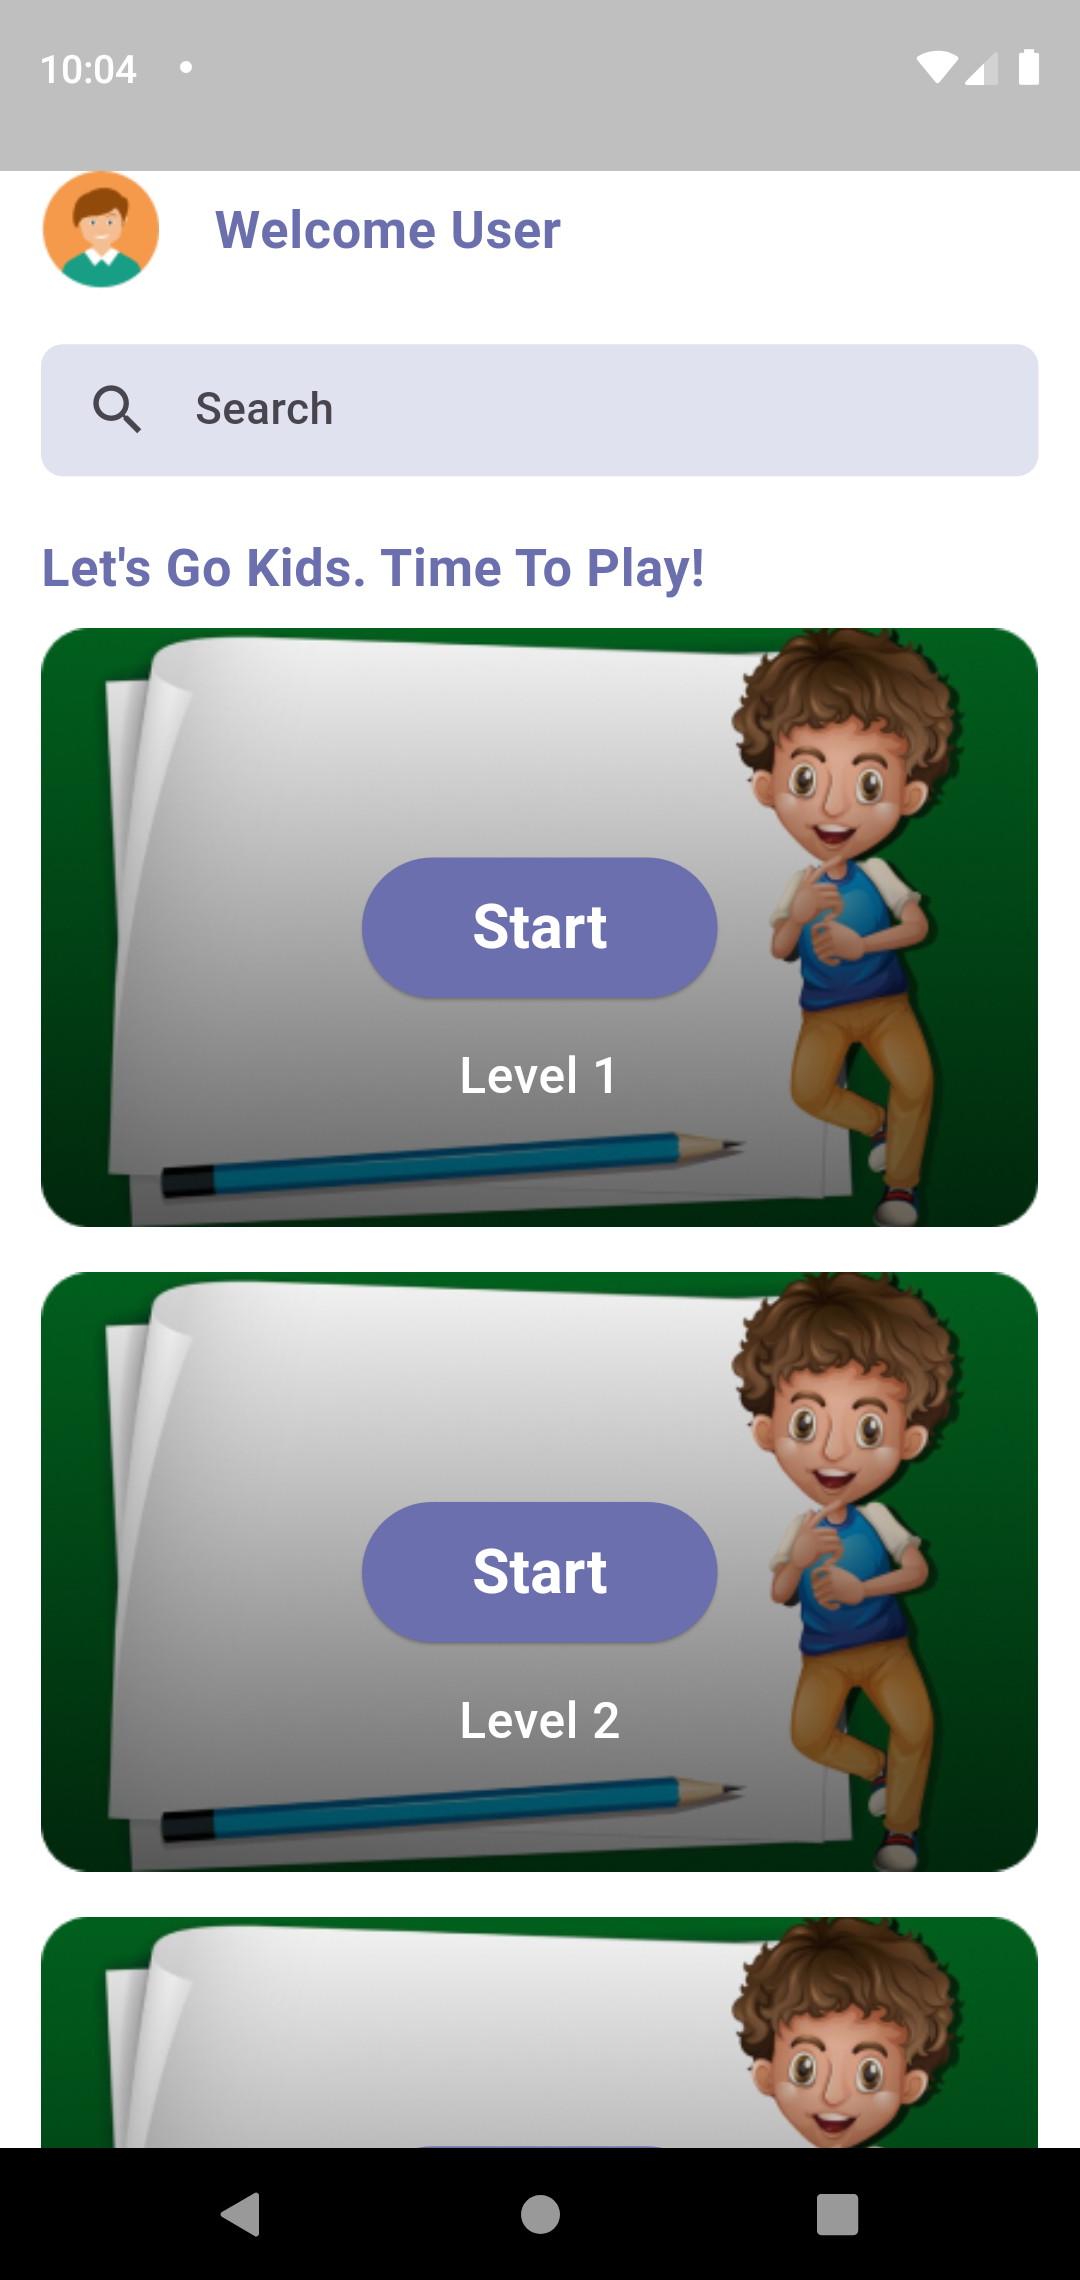 10:04
Welcome User
Search
Let's Go Kids. Time To Play!
Start
Level 1
Start
Level 2